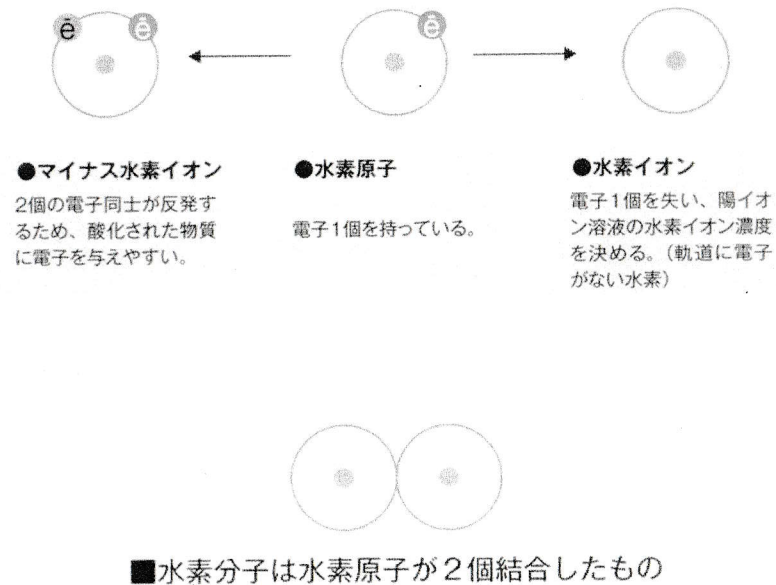 ē ē ē
●マイナス水素イオン
2個の電子同士が反発す
るため、酸化された物質
に電子を与えやすい。
●水素原子
電子1個を持っている。
●水素イオン
電子1個を失い、陽イオ
ン溶液の水素イオン濃度
を決める。（軌道に電子
がない水素）
■水素分子は水素原子が2個結合したもの